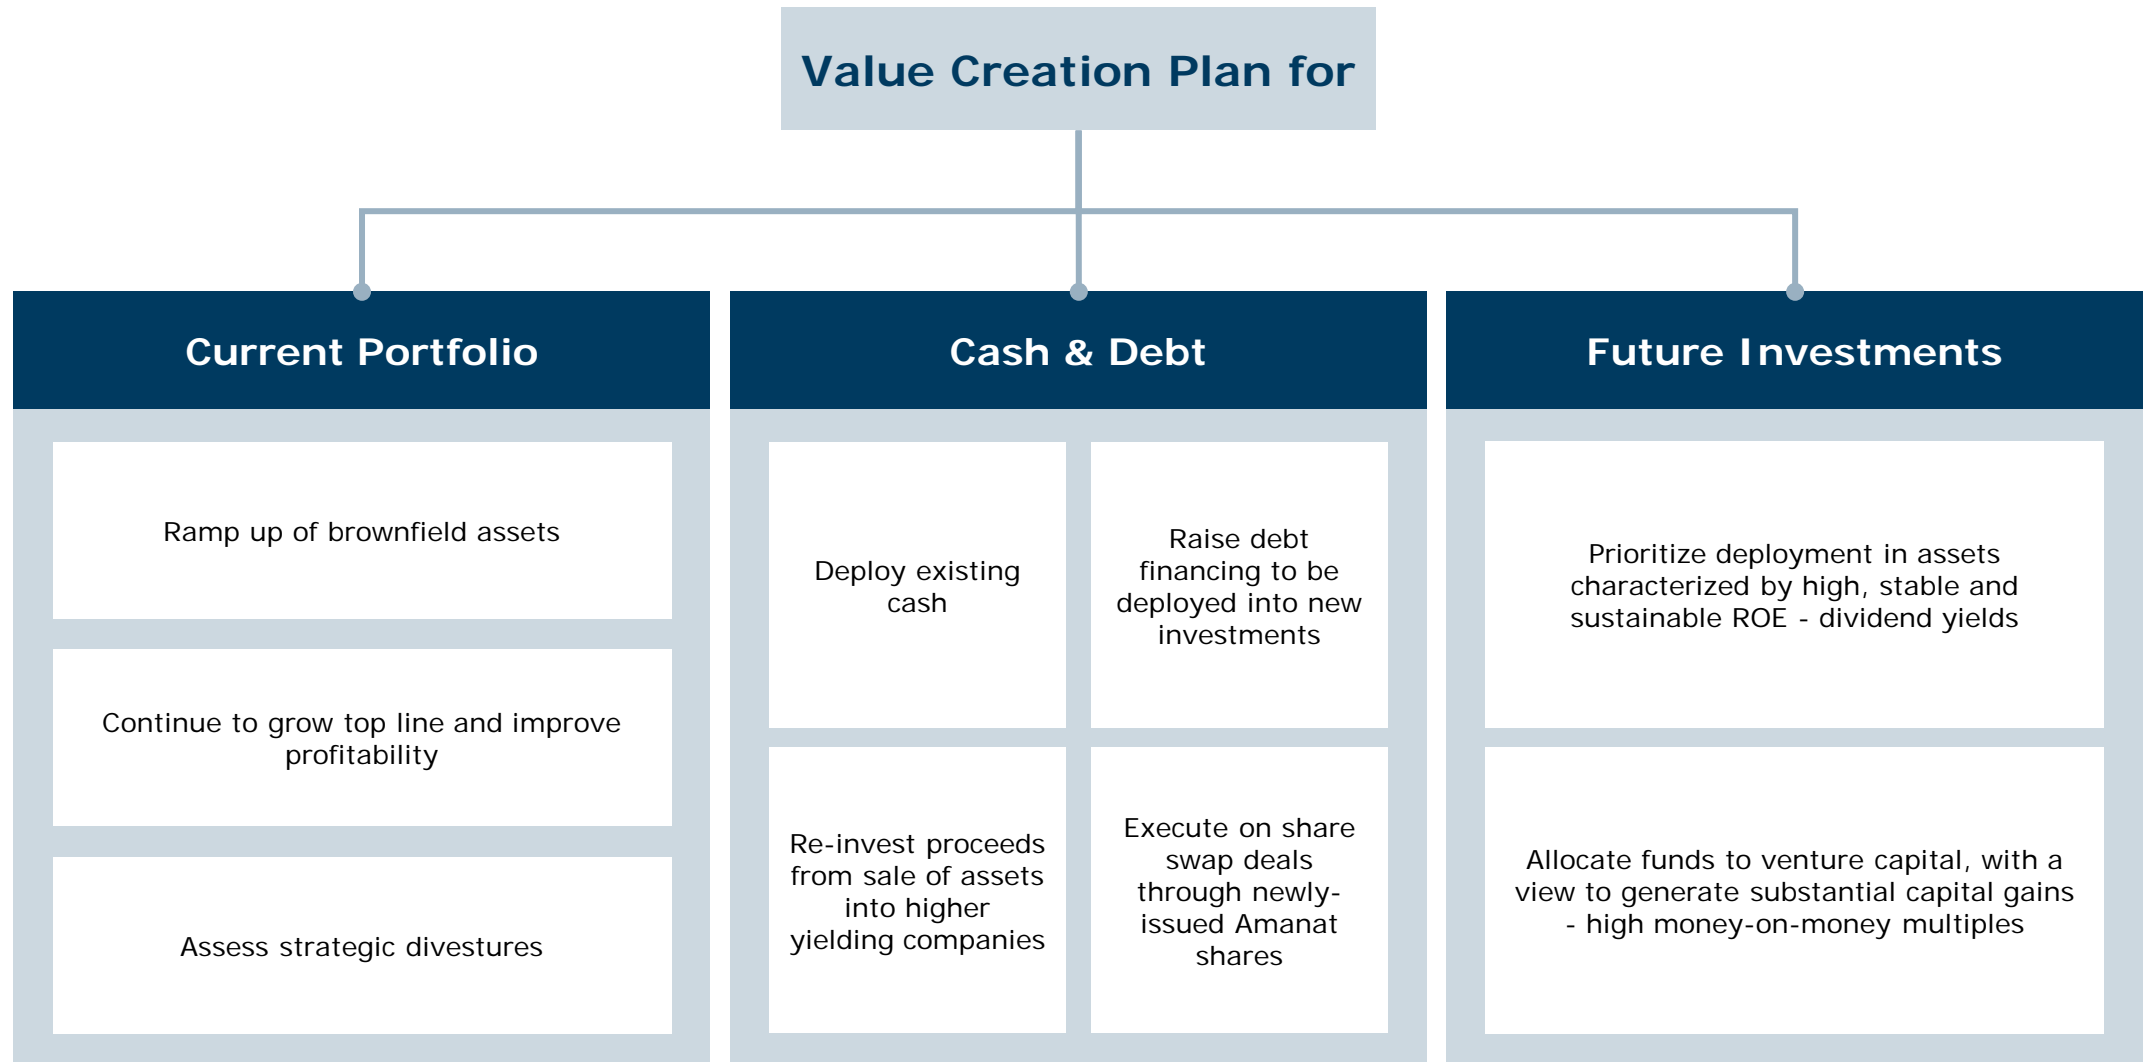 Value Creation Plan for
Current Portfolio
Ramp up of brownfield assets
Continue to grow top line and improve
profitability
Assess strategic divestures
Cash & Debt
Deploy existing
cash
Raise debt
financing to be
deployed into new
investments
Re-invest proceeds
from sale of assets
into higher
yielding companies
Execute on share
swap deals
through newly-
issued Amanat
shares
Future Investments
Prioritize deployment in assets
characterized by high, stable and
sustainable ROE - dividend yields
Allocate funds to venture capital, with a
view to generate substantial capital gains
- high money-on-money multiples